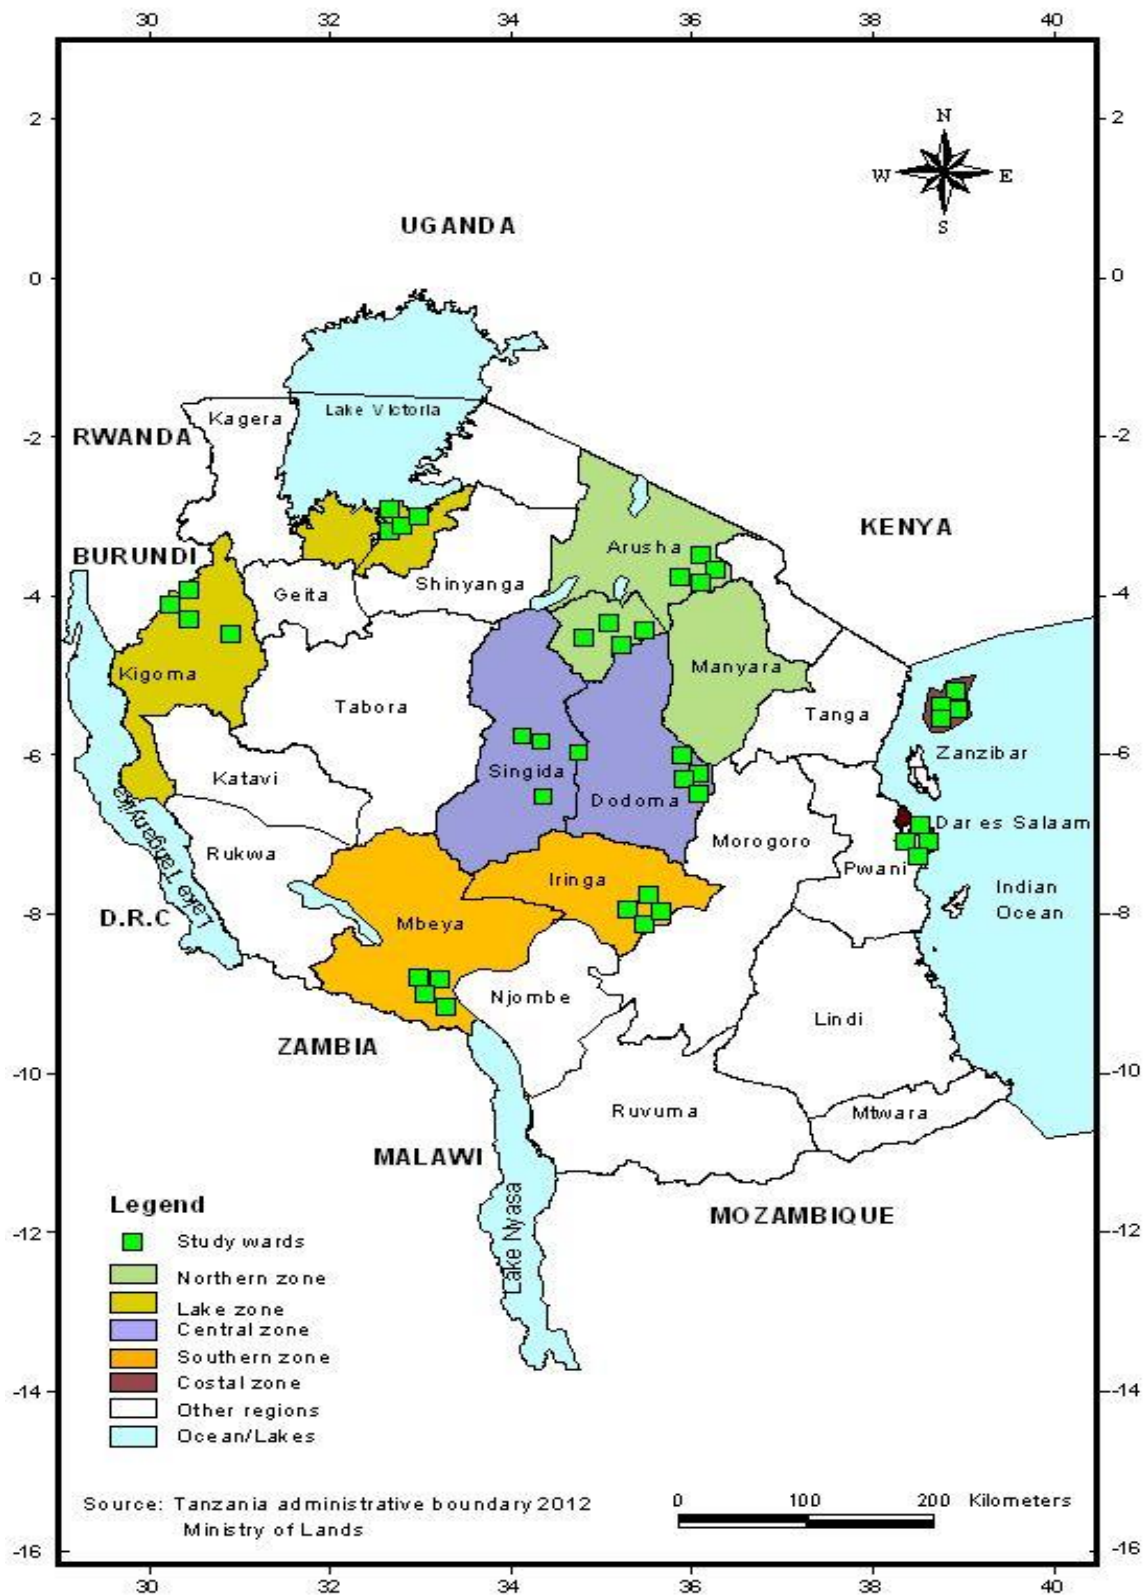 30 32 34 36 38 40
2 2
N
W E
S
UGANDA
0 0
Kagera
Lake Victoria
RWANDA
-2 -2
KENYA
Arusha
BURUNDI
Shinyanga
Geita
-4 -4
Manyara
Kigoma
Tabora
Tanga
Zanzibar
-6 -6
Singida
Katavi
Dodoma
Dar es Salaam
Morogoro
Rukwa
Pwani
Iringa
Lake Tanganyika
Indian
Ocean
D.R.C
-8 -8
Mbeya
Njombe
Lindi
ZAMBIA
-10 -10
Ruvuma
Mtwara
MALAWI
Lake Nyasa
MOZAMBIQUE
Legend
-12 -12
Study wards
Northern zone
Lake zone
Central zone
Southern zone
Costal zone
-14 -14
Other regions
Ocean/Lakes
Source: Tanzania administrative boundary 2012
Ministry of Lands
0 100 200 Kilometers
-16 -16
30 32 34 36 38 40